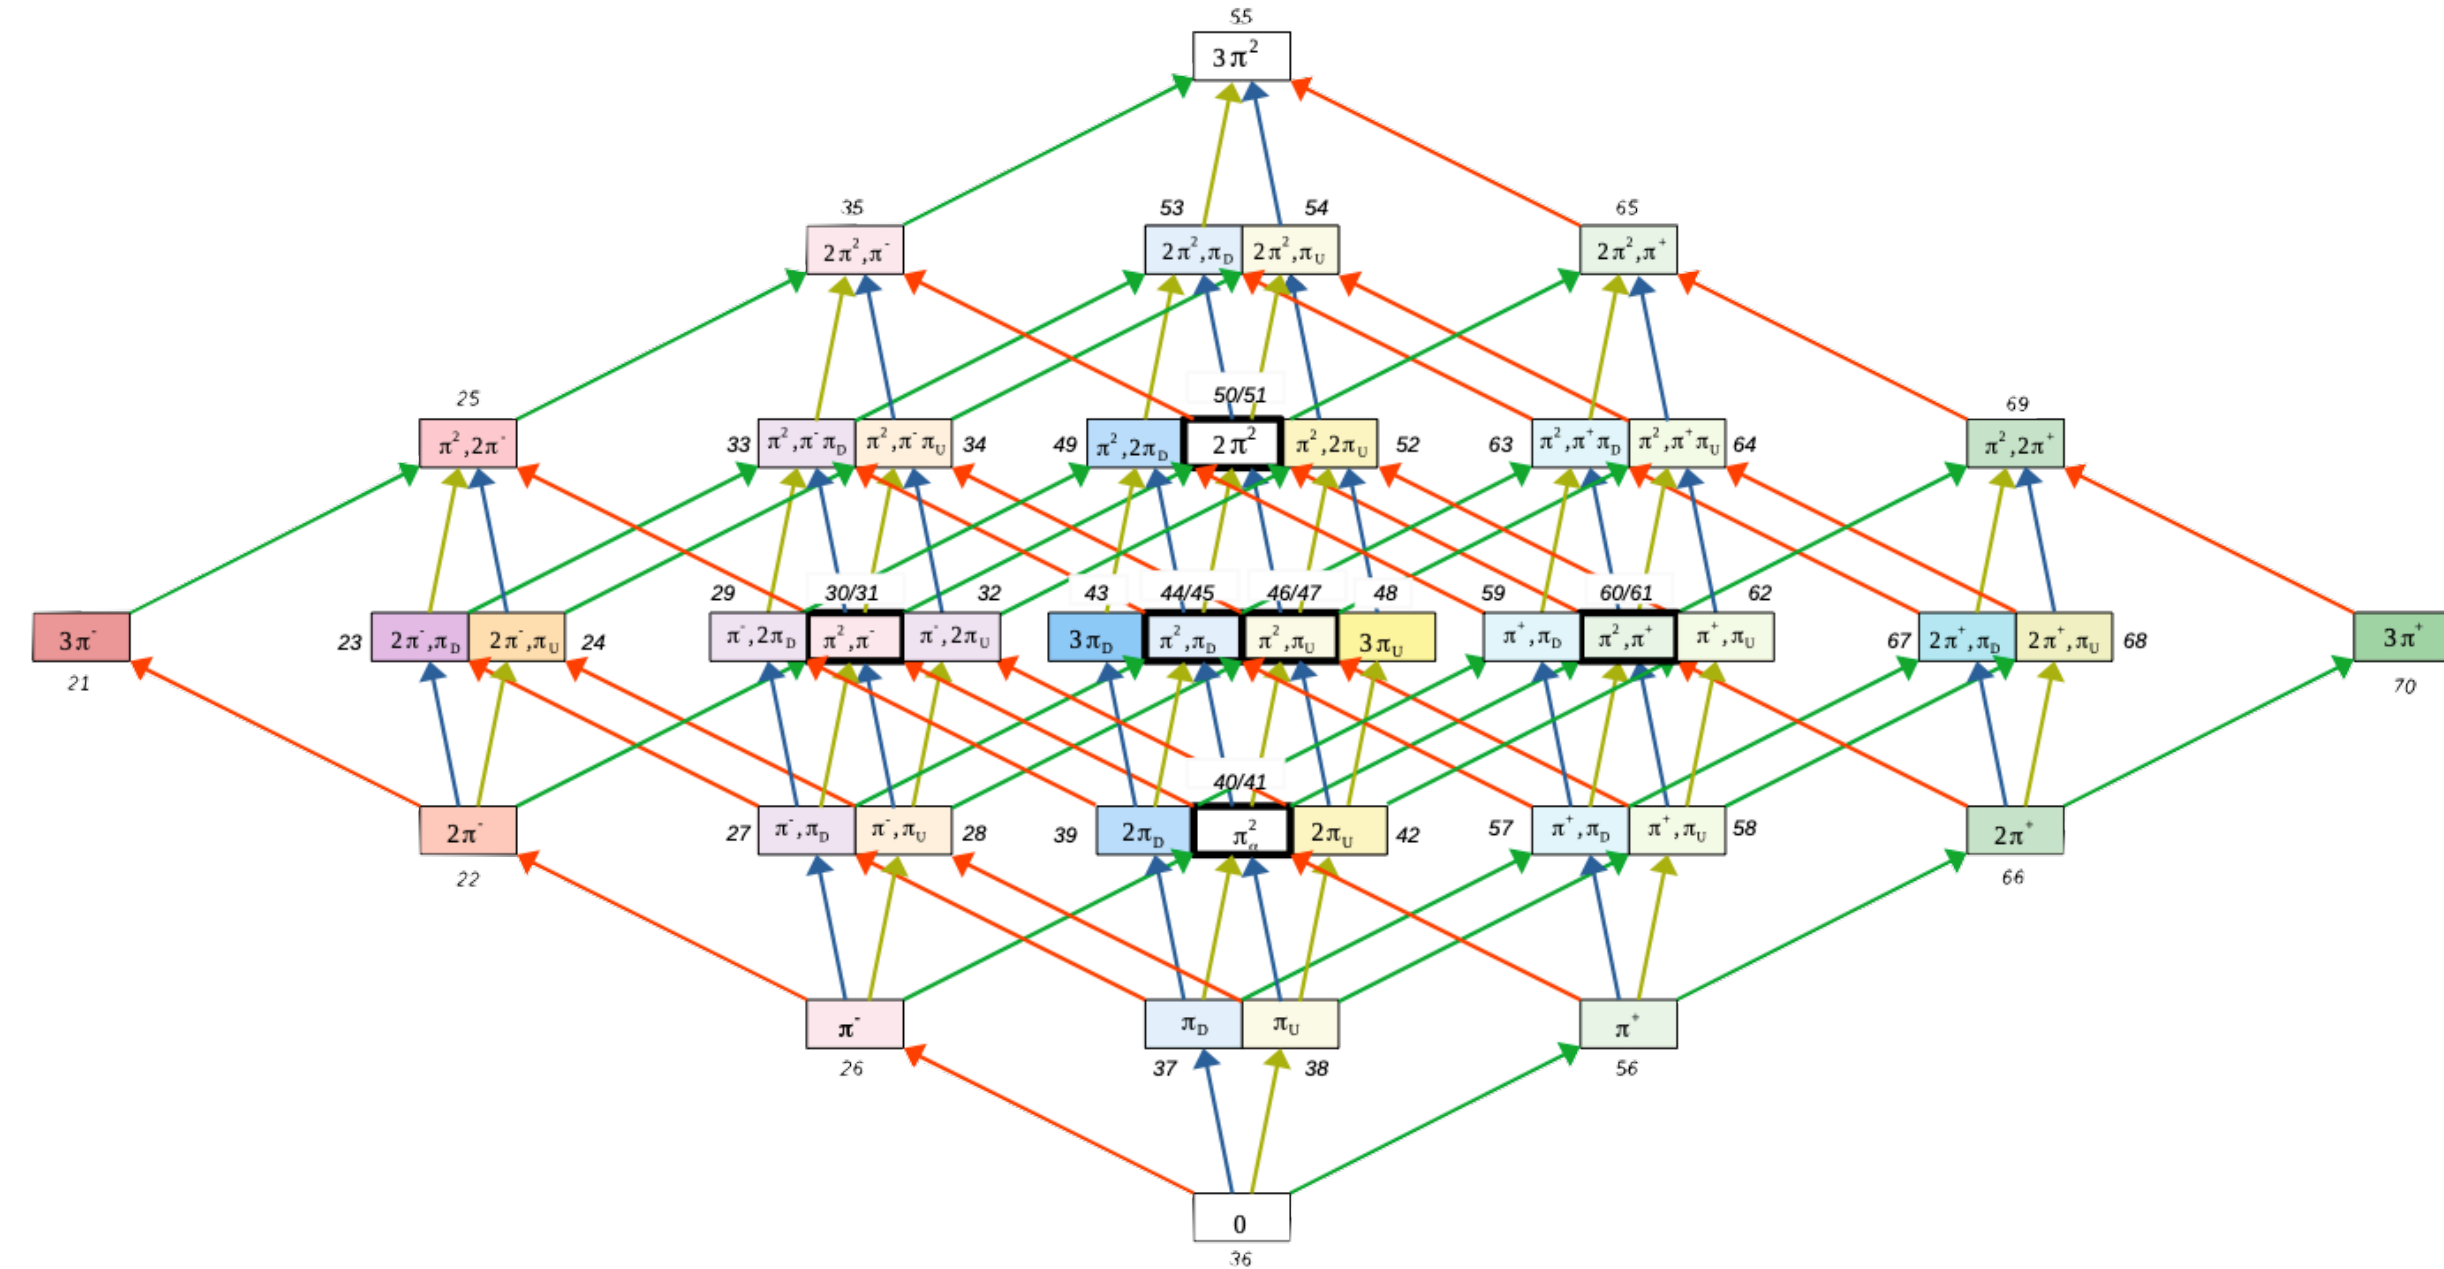 55
3π²
35 53 54 65
2π²,π⁻ 2π²,π_D 2π²,π_U 2π²,π⁺
25 50/51 69
π²,2π⁻ 33 π²,π⁻π_D π²,π⁻π_U 34 49 π²,2π_D 2π² π²,2π_U 52 63 π²,π⁺π_D π²,π⁺π_U 64 π²,2π⁺
29 30/31 32 43 44/45 46/47 48 59 60/61 62
3π⁻ 23 2π⁻,π_D 2π⁻,π_U 24 π⁻,2π_D π²,π⁻ π⁻,2π_U 3π_D π²,π_D π²,π_U 3π_U π⁺,π_D π²,π⁺ π⁺,π_U 67 2π⁺,π_D 2π⁺,π_U 68 3π⁺
21 70
40/41
2π⁻ 27 π⁻,π_D π⁻,π_U 28 39 2π_D π²_α 2π_U 42 57 π⁺,π_D π⁺,π_U 58 2π⁺
22 66
π⁻ π_D π_U π⁺
26 37 38 56
0
36